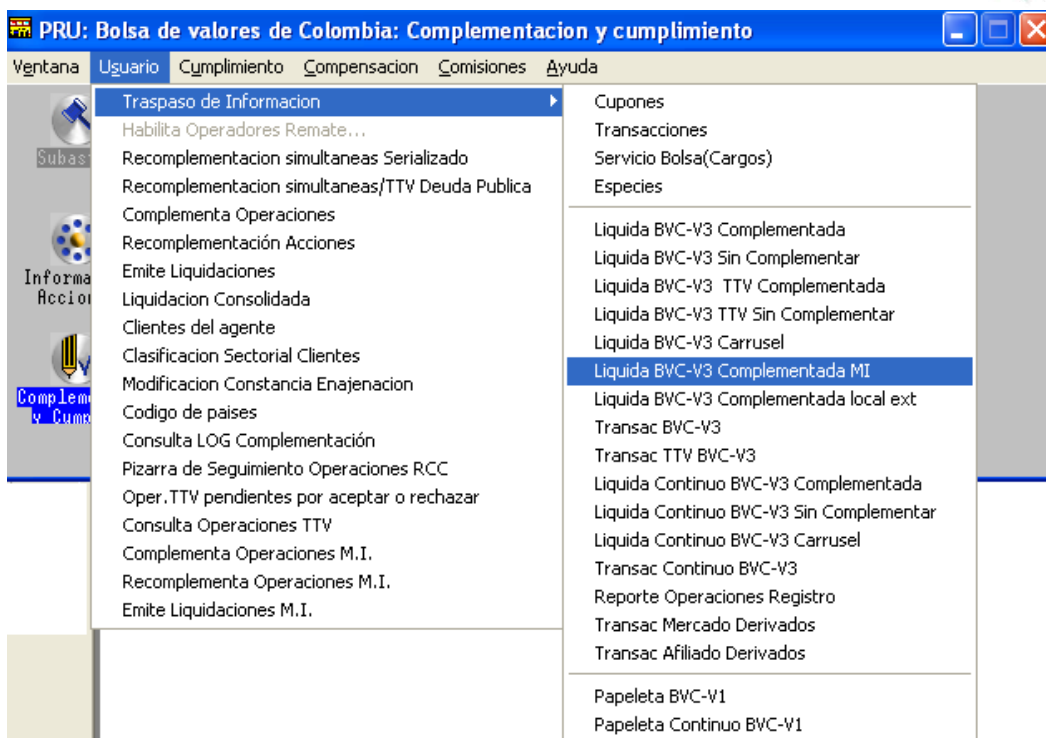 PRU: Bolsa de valores de Colombia: Complementacion y cumplimiento
Ventana Usuario Cumplimiento Compensacion Comisiones Ayuda
Traspaso de Informacion
Habilita Operadores Remate...
Recomplementacion simultaneas Serializado
Recomplementacion simultaneas/TTV Deuda Publica
Complementa Operaciones
Recomplementación Acciones
Emite Liquidaciones
Liquidacion Consolidada
Clientes del agente
Clasificacion Sectorial Clientes
Modificacion Constancia Enajenacion
Codigo de paises
Consulta LOG Complementación
Pizarra de Seguimiento Operaciones RCC
Oper.TTV pendientes por aceptar o rechazar
Consulta Operaciones TTV
Complementa Operaciones M.I.
Recomplementa Operaciones M.I.
Emite Liquidaciones M.I.
Cupones
Transacciones
Servicio Bolsa(Cargos)
Especies
Liquida BVC-V3 Complementada
Liquida BVC-V3 Sin Complementar
Liquida BVC-V3  TTV Complementada
Liquida BVC-V3 TTV Sin Complementar
Liquida BVC-V3 Carrusel
Liquida BVC-V3 Complementada MI
Liquida BVC-V3 Complementada local ext
Transac BVC-V3
Transac TTV BVC-V3
Liquida Continuo BVC-V3 Complementada
Liquida Continuo BVC-V3 Sin Complementar
Liquida Continuo BVC-V3 Carrusel
Transac Continuo BVC-V3
Reporte Operaciones Registro
Transac Mercado Derivados
Transac Afiliado Derivados
Papeleta BVC-V1
Papeleta Continuo BVC-V1
Subas
Informa
Accio
Complem
y Cump